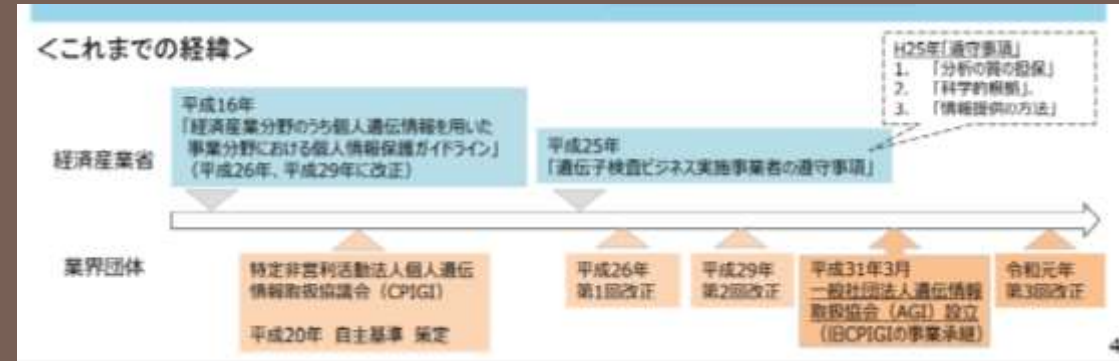 ＜これまでの経緯＞
H25年「遵守事項」
1. 「分析の質の担保」
2. 「科学的根拠」、
3. 「情報提供の方法」
経済産業省
平成16年
「経済産業分野のうち個人遺伝情報を用いた
事業分野における個人情報保護ガイドライン」
（平成26年、平成29年に改正）
平成25年
「遺伝子検査ビジネス実施事業者の遵守事項」
業界団体
特定非営利活動法人個人遺伝
情報取扱協議会（CPIGI）
平成20年 自主基準 策定
平成26年
第1回改正
平成29年
第2回改正
平成31年3月
一般社団法人遺伝情報
取扱協会（AGI）設立
（旧CPIGIの事業承継）
令和元年
第3回改正